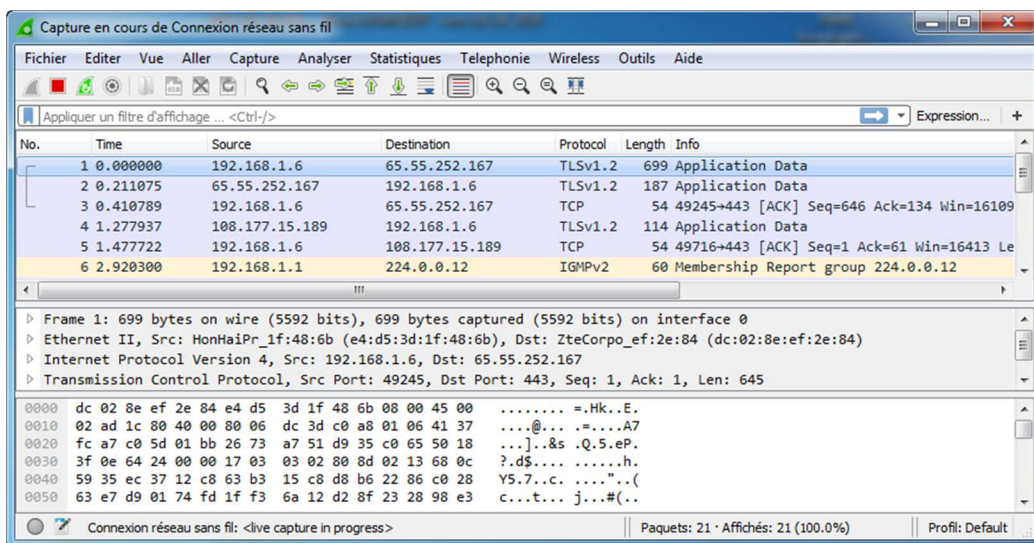 Capture en cours de Connexion réseau sans fil
Fichier Editer Vue Aller Capture Analyser Statistiques Telephonie Wireless Outils Aide
Appliquer un filtre d'affichage ... <Ctrl-/> Expression... +
No. Time Source Destination Protocol Length Info
1 0.000000 192.168.1.6 65.55.252.167 TLSv1.2 699 Application Data
2 0.211075 65.55.252.167 192.168.1.6 TLSv1.2 187 Application Data
3 0.410789 192.168.1.6 65.55.252.167 TCP 54 49245→443 [ACK] Seq=646 Ack=134 Win=16109
4 1.277937 108.177.15.189 192.168.1.6 TLSv1.2 114 Application Data
5 1.477722 192.168.1.6 108.177.15.189 TCP 54 49716→443 [ACK] Seq=1 Ack=61 Win=16413 Le
6 2.920300 192.168.1.1 224.0.0.12 IGMPv2 60 Membership Report group 224.0.0.12
Frame 1: 699 bytes on wire (5592 bits), 699 bytes captured (5592 bits) on interface 0
Ethernet II, Src: HonHaiPr_1f:48:6b (e4:d5:3d:1f:48:6b), Dst: ZteCorpo_ef:2e:84 (dc:02:8e:ef:2e:84)
Internet Protocol Version 4, Src: 192.168.1.6, Dst: 65.55.252.167
Transmission Control Protocol, Src Port: 49245, Dst Port: 443, Seq: 1, Ack: 1, Len: 645
0000 dc 02 8e ef 2e 84 e4 d5 3d 1f 48 6b 08 00 45 00 ........ =.Hk..E.
0010 02 ad 1c 80 40 00 80 06 dc 3d c0 a8 01 06 41 37 ....@... .=....A7
0020 fc a7 c0 5d 01 bb 26 73 a7 51 d9 35 c0 65 50 18 ...]..&s .Q.5.eP.
0030 3f 0e 64 24 00 00 17 03 03 02 80 8d 02 13 68 0c ?.d$.... ......h.
0040 59 35 ec 37 12 c8 63 b3 15 c8 d8 b6 22 86 c0 28 Y5.7..c. ...."..(
0050 63 e7 d9 01 74 fd 1f f3 6a 12 d2 8f 23 28 98 e3 c...t... j...#(..
Connexion réseau sans fil: <live capture in progress> Paquets: 21 · Affichés: 21 (100.0%) Profil: Default